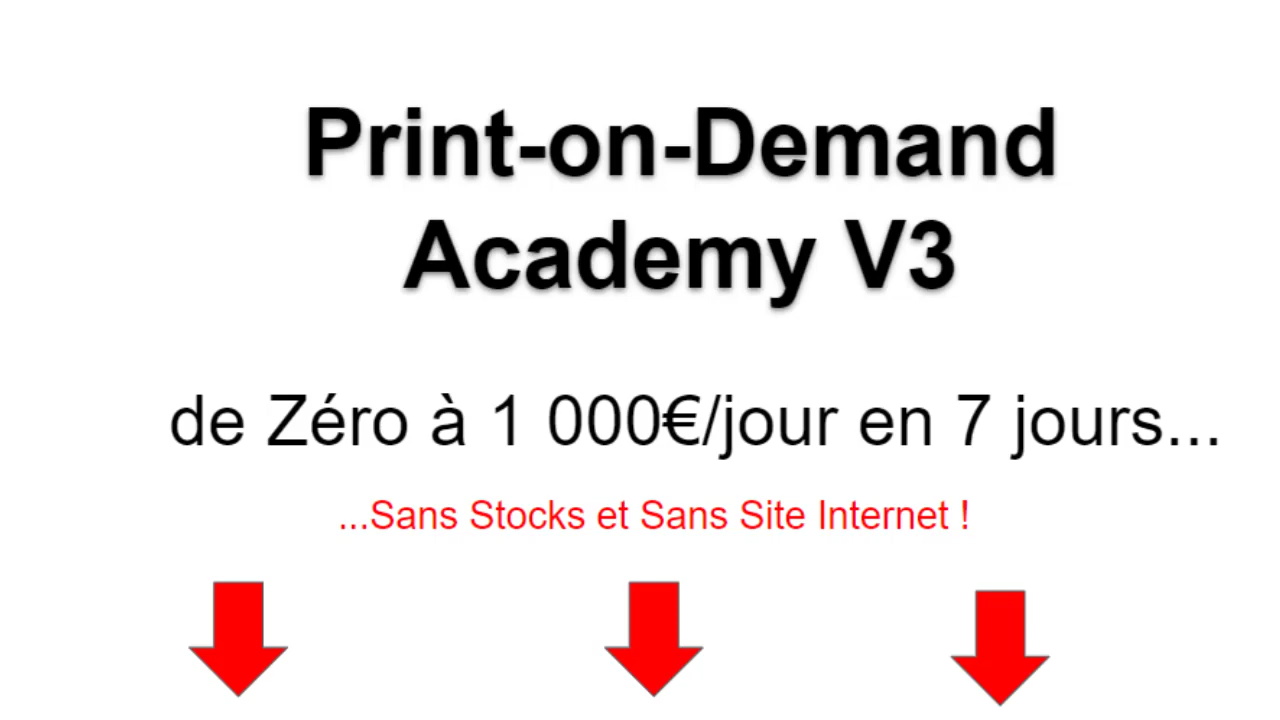 Print-on-Demand
Academy V3
de Zéro à 1 000€/jour en 7 jours...
...Sans Stocks et Sans Site Internet !